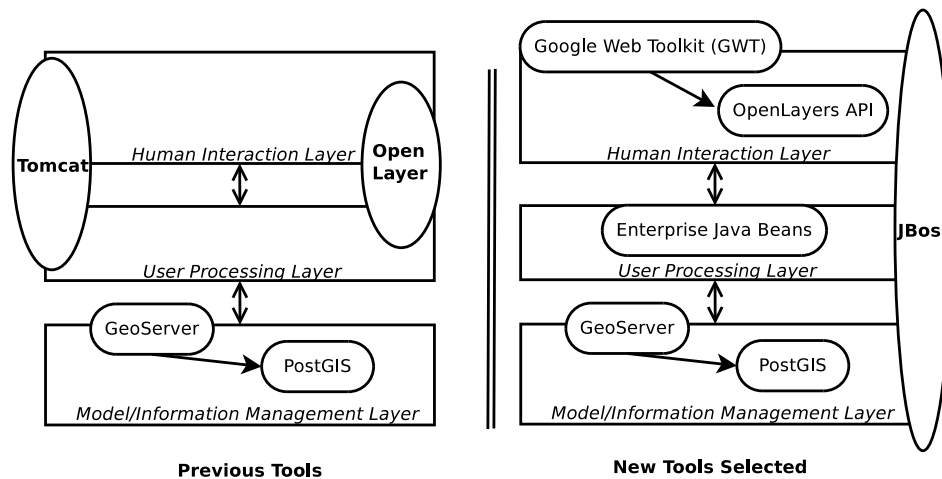 Tomcat
Human Interaction Layer
Open
Layer
User Processing Layer
GeoServer
PostGIS
Model/Information Management Layer
Previous Tools
Google Web Toolkit (GWT)
OpenLayers API
Human Interaction Layer
Enterprise Java Beans
User Processing Layer
JBos
GeoServer
PostGIS
Model/Information Management Layer
New Tools Selected